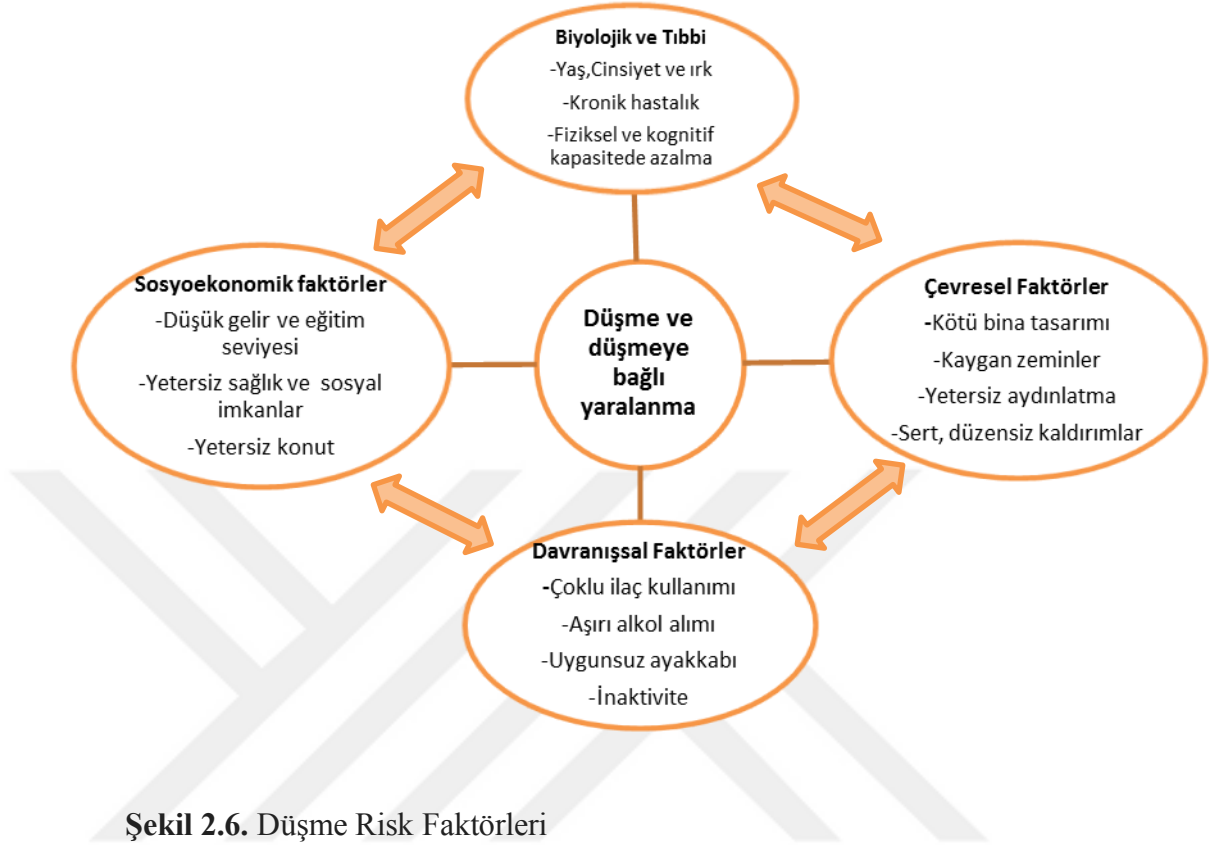 Biyolojik ve Tıbbi
-Yaş,Cinsiyet ve ırk
-Kronik hastalık
-Fiziksel ve kognitif
kapasitede azalma
Sosyoekonomik faktörler
-Düşük gelir ve eğitim
seviyesi
-Yetersiz sağlık ve sosyal
imkanlar
-Yetersiz konut
Düşme ve
düşmeye
bağlı
yaralanma
Çevresel Faktörler
-Kötü bina tasarımı
-Kaygan zeminler
-Yetersiz aydınlatma
-Sert, düzensiz kaldırımlar
Davranışsal Faktörler
-Çoklu ilaç kullanımı
-Aşırı alkol alımı
-Uygunsuz ayakkabı
-İnaktivite
Şekil 2.6. Düşme Risk Faktörleri